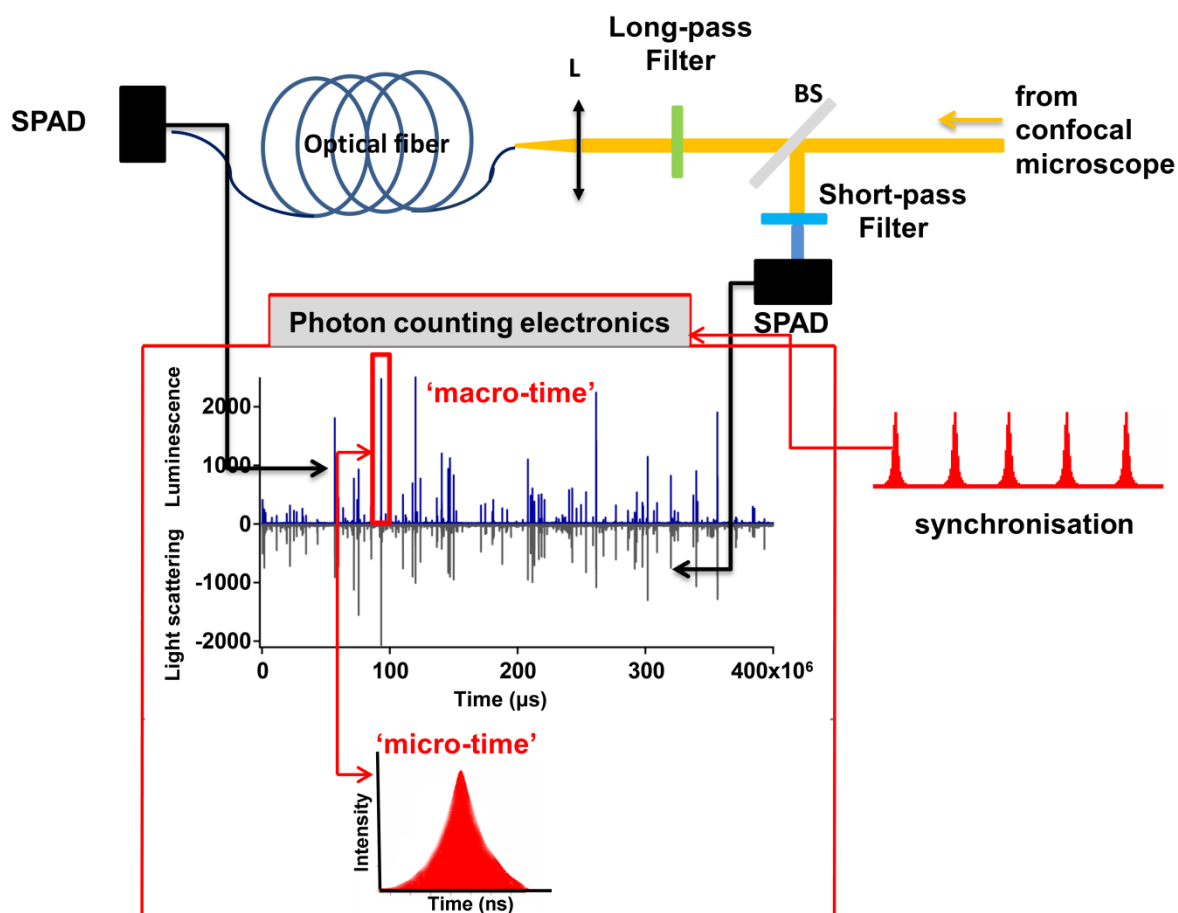 Long-pass
Filter
L
BS
from
confocal
microscope
SPAD
Optical fiber
Short-pass
Filter
SPAD
Photon counting electronics
‘macro-time’
Luminescence
Light scattering
2000
1000
0
-1000
-2000
0
100
200
300
400x10⁶
Time (µs)
synchronisation
‘micro-time’
Intensity
Time (ns)